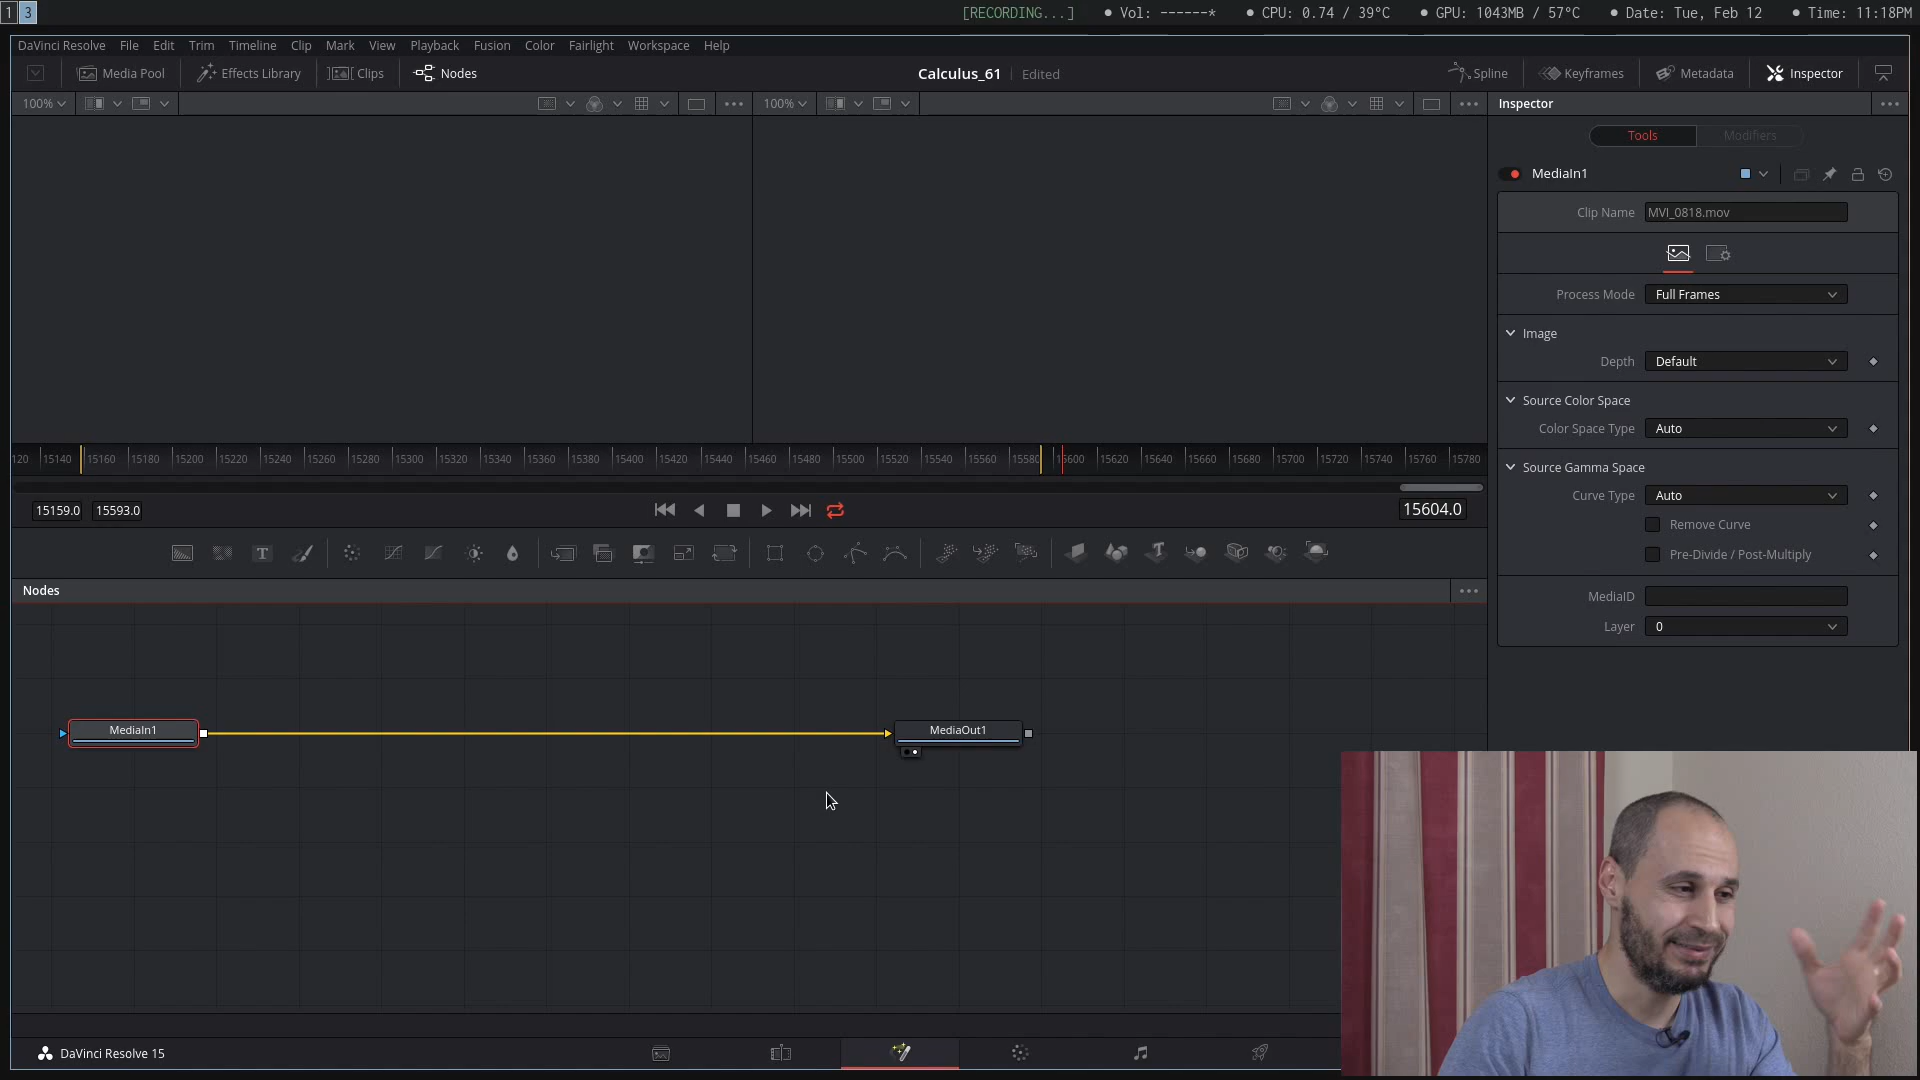 1 3 [RECORDING...] • Vol: ------* • CPU: 0.74 / 39°C • GPU: 1043MB / 57°C • Date: Tue, Feb 12 • Time: 11:18PM
DaVinci Resolve File Edit Trim Timeline Clip Mark View Playback Fusion Color Fairlight Workspace Help
Media Pool Effects Library Clips Nodes Calculus_61 Edited Spline Keyframes Metadata Inspector
100% 100% Inspector
Tools Modifiers
MediaIn1
Clip Name MVI_0818.mov
Process Mode Full Frames
Image
Depth Default
Source Color Space
Color Space Type Auto
120 15140 15160 15180 15200 15220 15240 15260 15280 15300 15320 15340 15360 15380 15400 15420 15440 15460 15480 15500 15520 15540 15560 15580 15600 15620 15640 15660 15680 15700 15720 15740 15760 15780
Source Gamma Space
Curve Type Auto
15159.0 15593.0 15604.0
Remove Curve
Pre-Divide / Post-Multiply
T
Nodes
MediaID
Layer 0
MediaIn1 MediaOut1
DaVinci Resolve 15